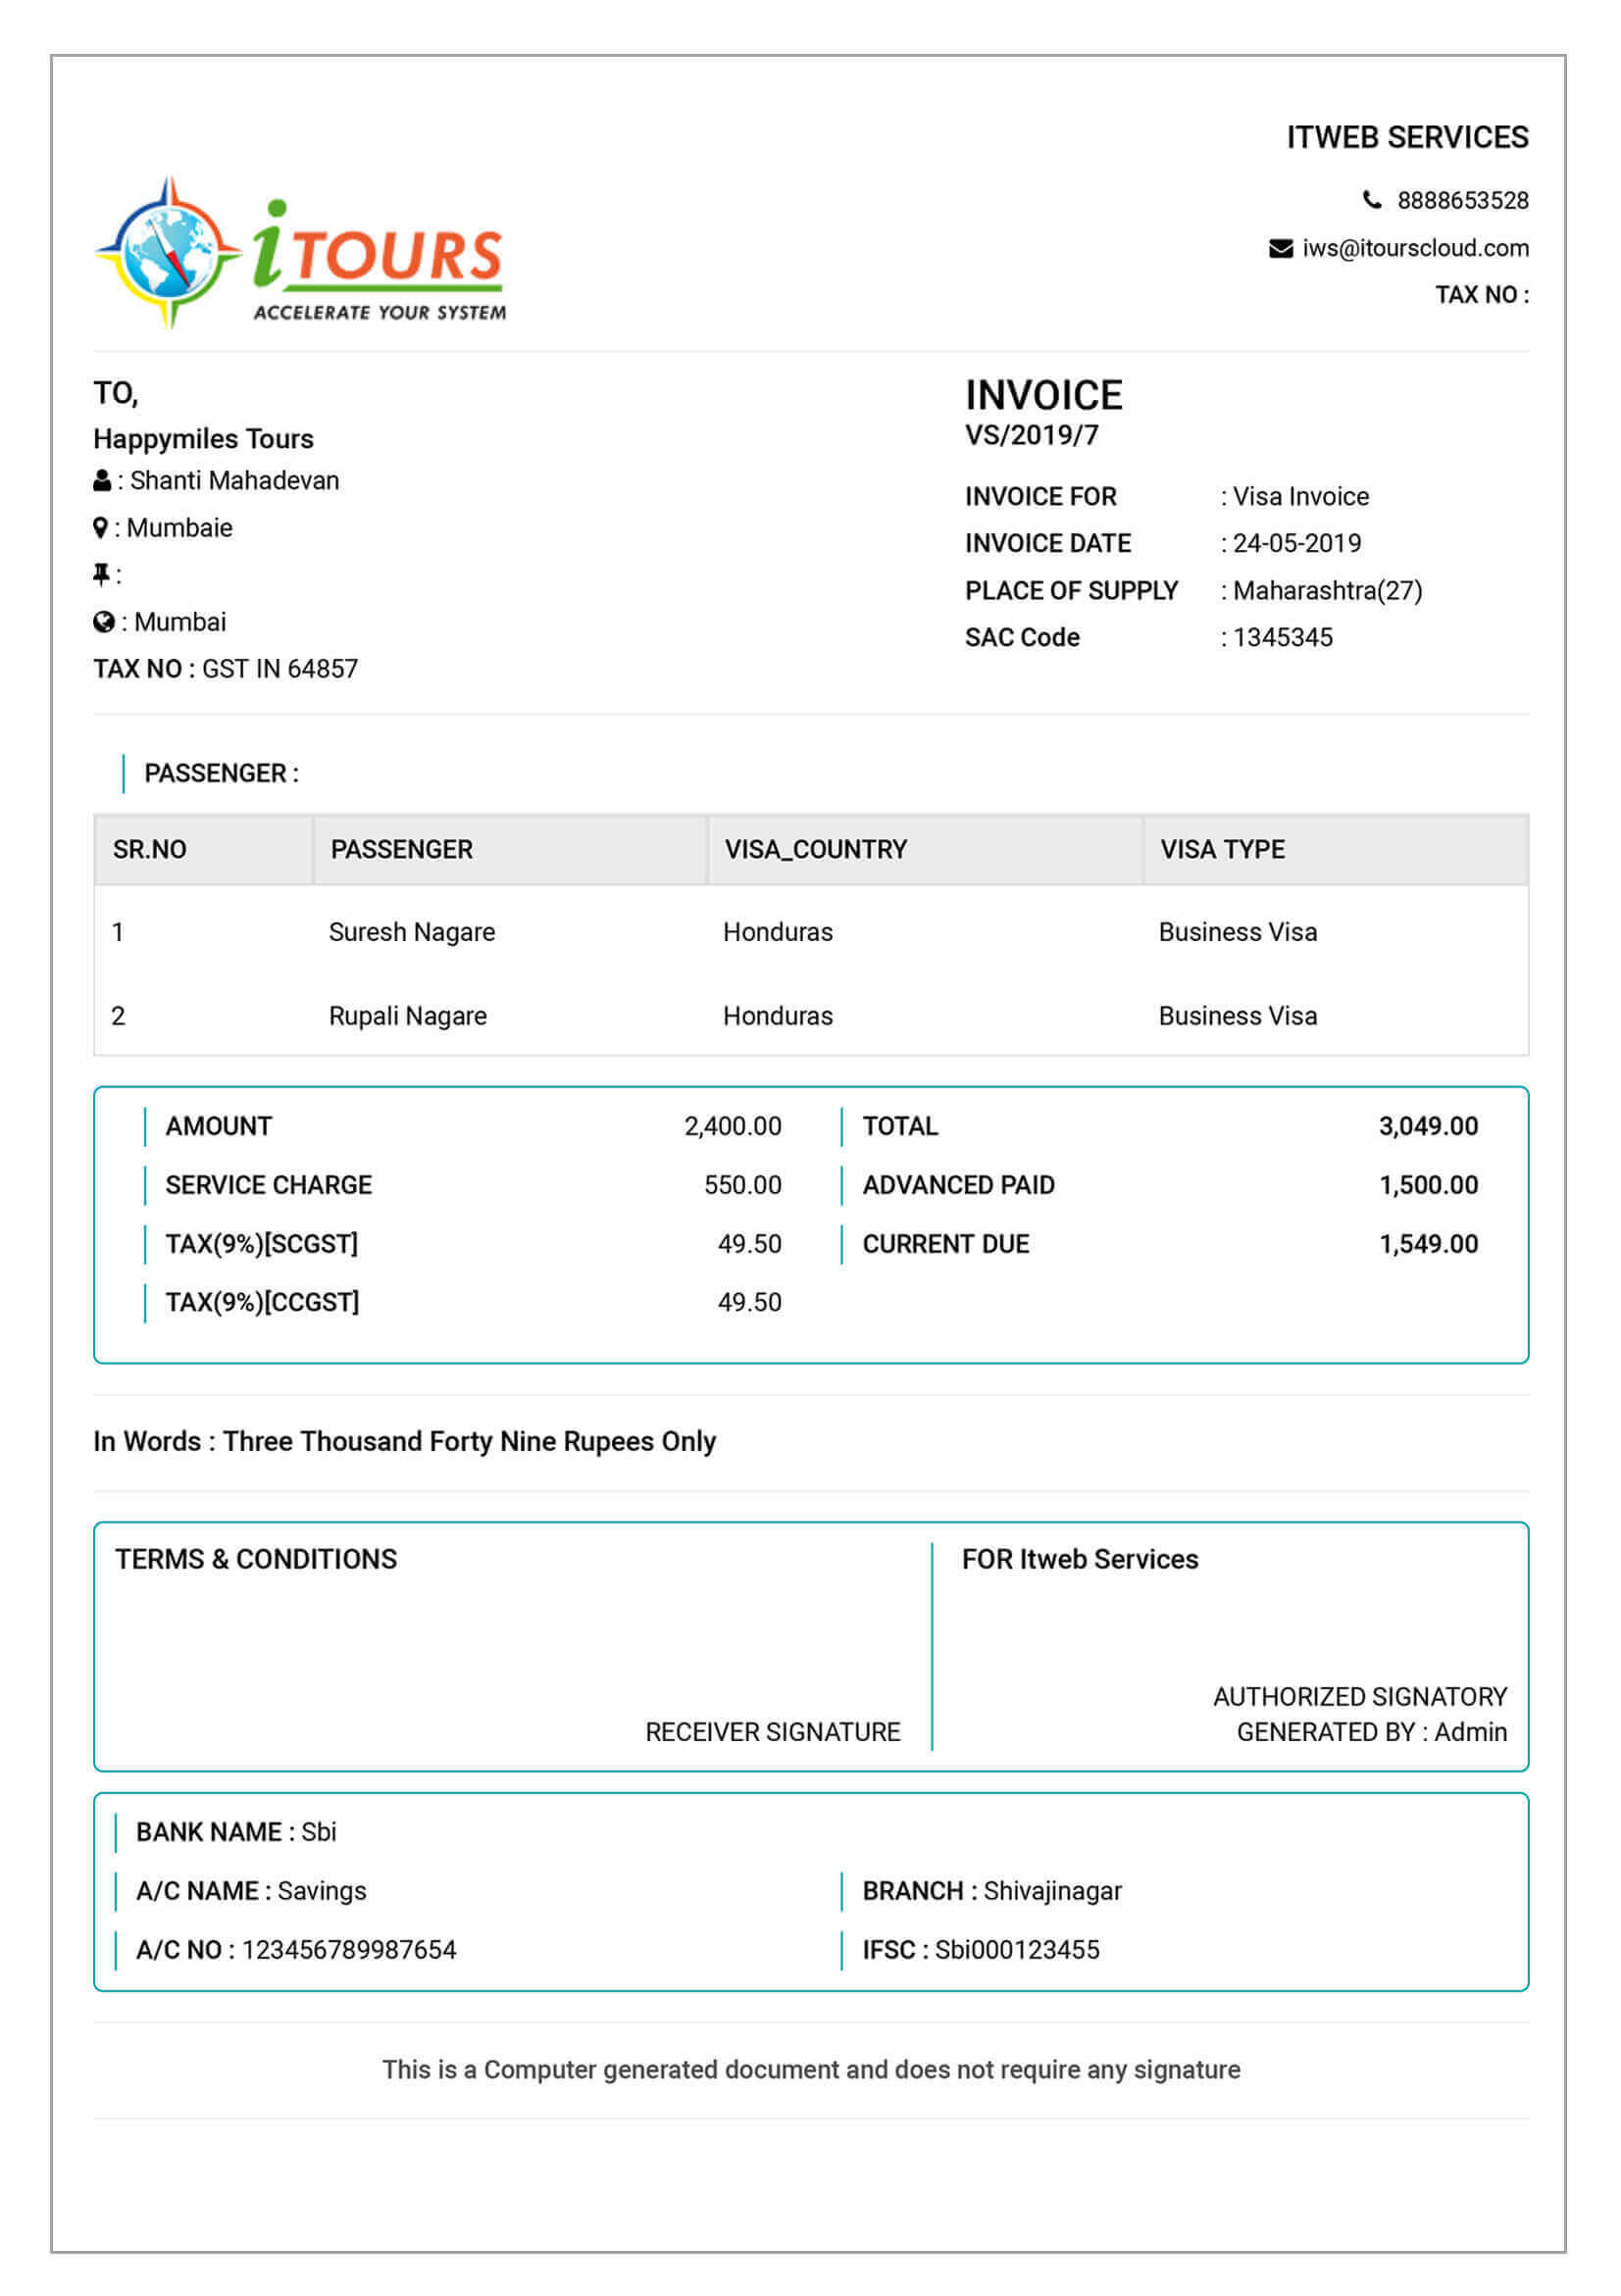 ITWEB SERVICES
8888653528
iws@itourscloud.com
TAX NO :
i TOURS
ACCELERATE YOUR SYSTEM
TO,
Happymiles Tours
: Shanti Mahadevan
: Mumbaie
:
: Mumbai
TAX NO : GST IN 64857
INVOICE
VS/2019/7
INVOICE FOR : Visa Invoice
INVOICE DATE : 24-05-2019
PLACE OF SUPPLY : Maharashtra(27)
SAC Code : 1345345
PASSENGER :
SR.NO PASSENGER VISA_COUNTRY VISA TYPE
1 Suresh Nagare Honduras Business Visa
2 Rupali Nagare Honduras Business Visa
AMOUNT 2,400.00 TOTAL 3,049.00
SERVICE CHARGE 550.00 ADVANCED PAID 1,500.00
TAX(9%)[SCGST] 49.50 CURRENT DUE 1,549.00
TAX(9%)[CCGST] 49.50
In Words : Three Thousand Forty Nine Rupees Only
TERMS & CONDITIONS
RECEIVER SIGNATURE
FOR Itweb Services
AUTHORIZED SIGNATORY
GENERATED BY : Admin
BANK NAME : Sbi
A/C NAME : Savings BRANCH : Shivajinagar
A/C NO : 123456789987654 IFSC : Sbi000123455
This is a Computer generated document and does not require any signature